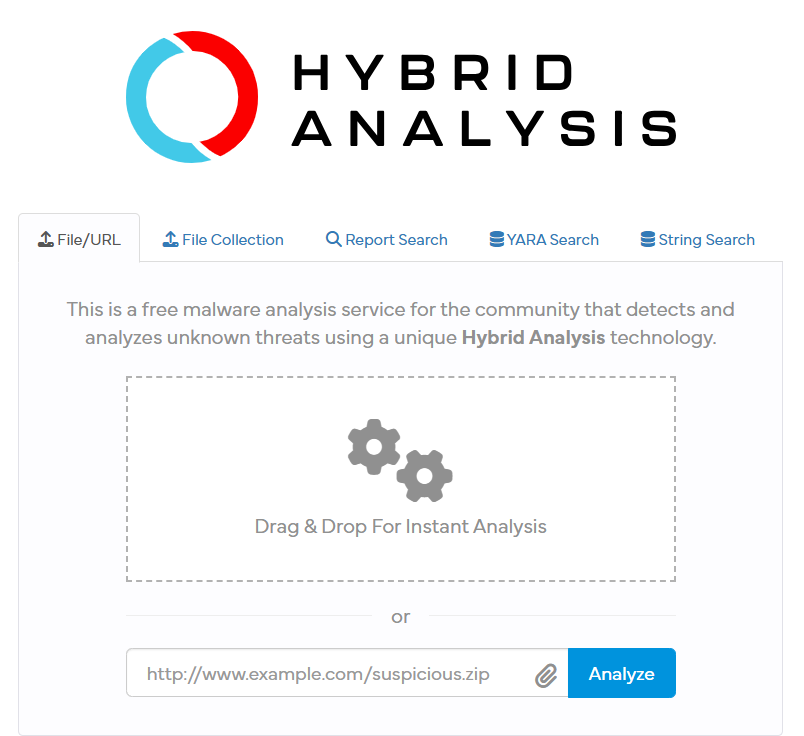 HYBRID
ANALYSIS
File/URL File Collection Report Search YARA Search String Search
This is a free malware analysis service for the community that detects and
analyzes unknown threats using a unique Hybrid Analysis technology.
Drag & Drop For Instant Analysis
or
http://www.example.com/suspicious.zip Analyze